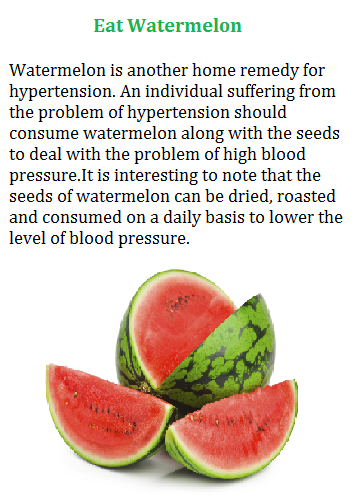 Eat Watermelon
Watermelon is another home remedy for
hypertension. An individual suffering from
the problem of hypertension should
consume watermelon along with the seeds
to deal with the problem of high blood
pressure.It is interesting to note that the
seeds of watermelon can be dried, roasted
and consumed on a daily basis to lower the
level of blood pressure.